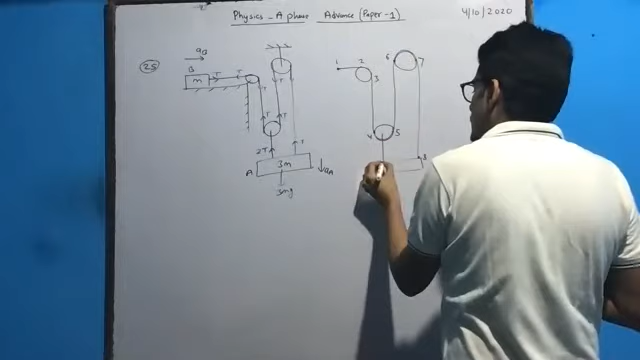 Physics - A phase Advance (Paper-1)
4/10/2020
25
aB
B
m
T
T
T
T
T
T
2T
T
A
3m
aA
3mg
1
2
3
4
5
6
7
8